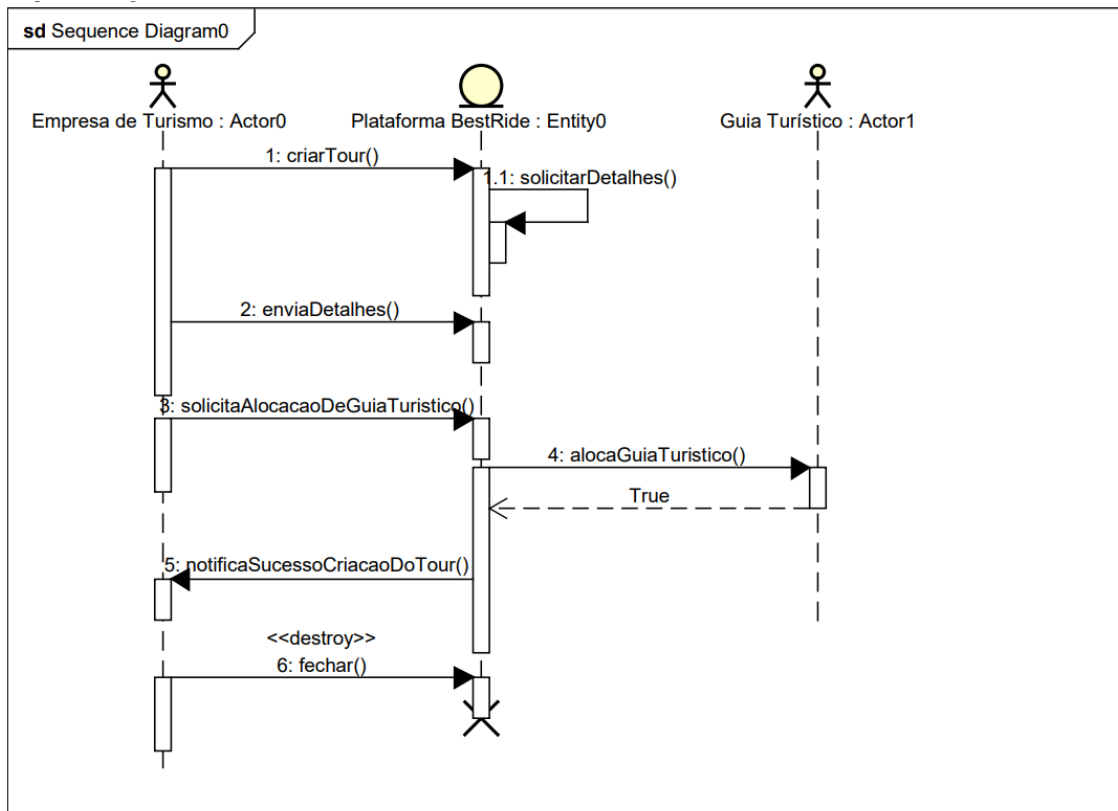 sd Sequence Diagram0
Empresa de Turismo : Actor0
Plataforma BestRide : Entity0
Guia Turístico : Actor1
1: criarTour()
1.1: solicitarDetalhes()
2: enviaDetalhes()
3: solicitaAlocacaoDeGuiaTuristico()
4: alocaGuiaTuristico()
True
5: notificaSucessoCriacaoDoTour()
<<destroy>>
6: fechar()